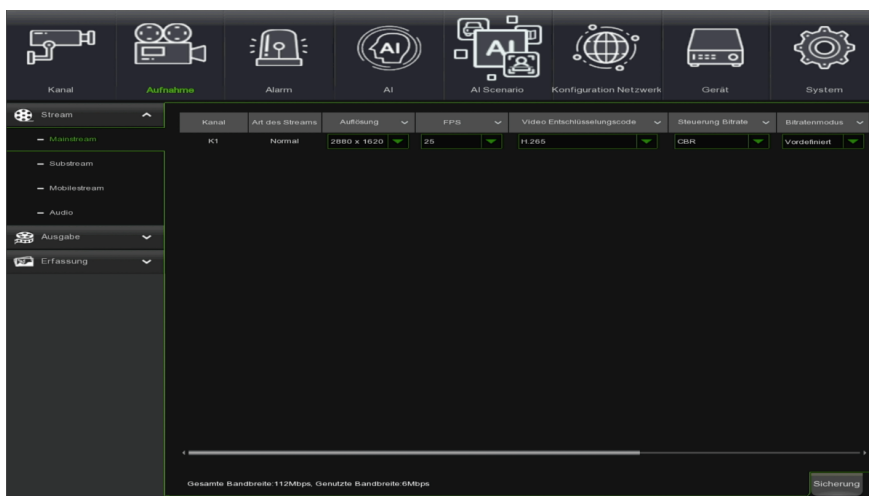 Kanal Aufnahme Alarm AI AI Scenario Konfiguration Netzwerk Gerät System
Stream
Mainstream
Substream
Mobilestream
Audio
Ausgabe
Erfassung
Kanal Art des Streams Auflösung FPS Video Entschlüsselungscode Steuerung Bitrate Bitratenmodus
K1 Normal 2880 x 1620 25 H.265 CBR Vordefiniert
Gesamte Bandbreite:112Mbps, Genutzte Bandbreite:6Mbps
Sicherung